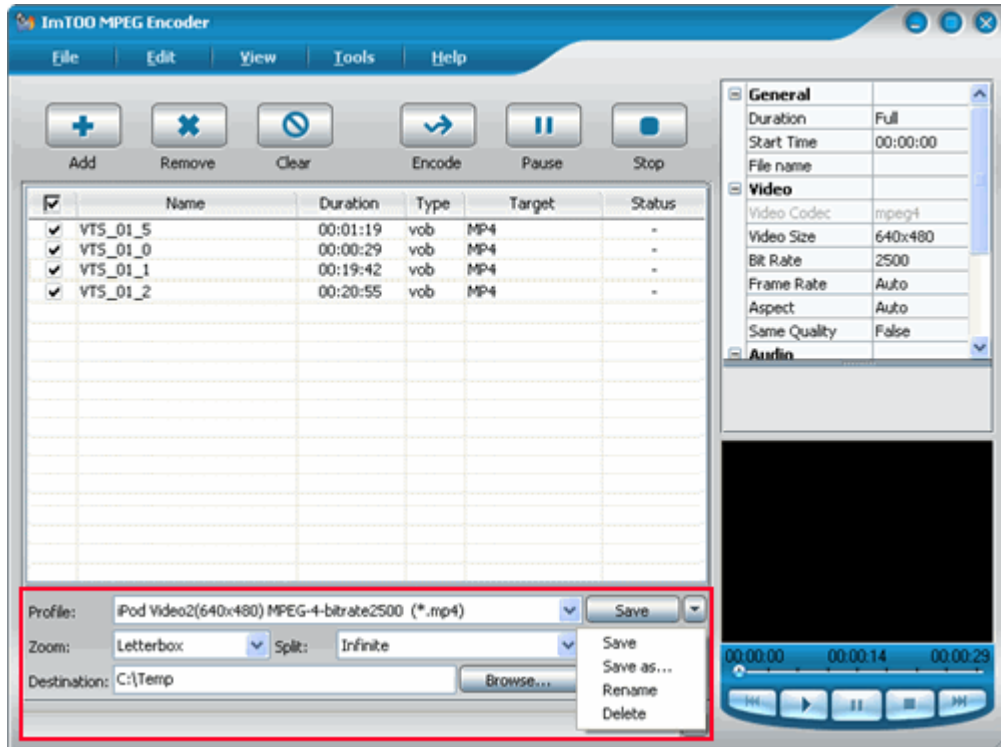 ImTOO MPEG Encoder
File Edit View Tools Help
Add Remove Clear Encode Pause Stop
Name Duration Type Target Status
VTS_01_5 00:01:19 vob MP4 -
VTS_01_0 00:00:29 vob MP4 -
VTS_01_1 00:19:42 vob MP4 -
VTS_01_2 00:20:55 vob MP4 -
Profile: iPod Video2(640x480) MPEG-4-bitrate2500 (*.mp4) Save
Zoom: Letterbox Split: Infinite
Destination: C:\Temp Browse...
Save
Save as...
Rename
Delete
General
Duration Full
Start Time 00:00:00
File name
Video
Video Codec mpeg4
Video Size 640x480
Bit Rate 2500
Frame Rate Auto
Aspect Auto
Same Quality False
Audio
00:00:00 00:00:14 00:00:29